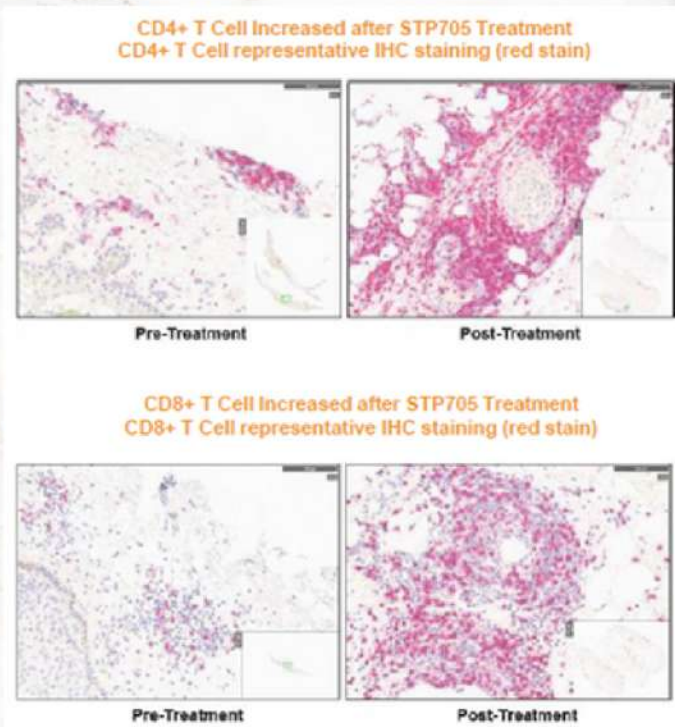 CD4+ T Cell Increased after STP705 Treatment
CD4+ T Cell representative IHC staining (red stain)
Pre-Treatment
Post-Treatment
CD8+ T Cell Increased after STP705 Treatment
CD8+ T Cell representative IHC staining (red stain)
Pre-Treatment
Post-Treatment